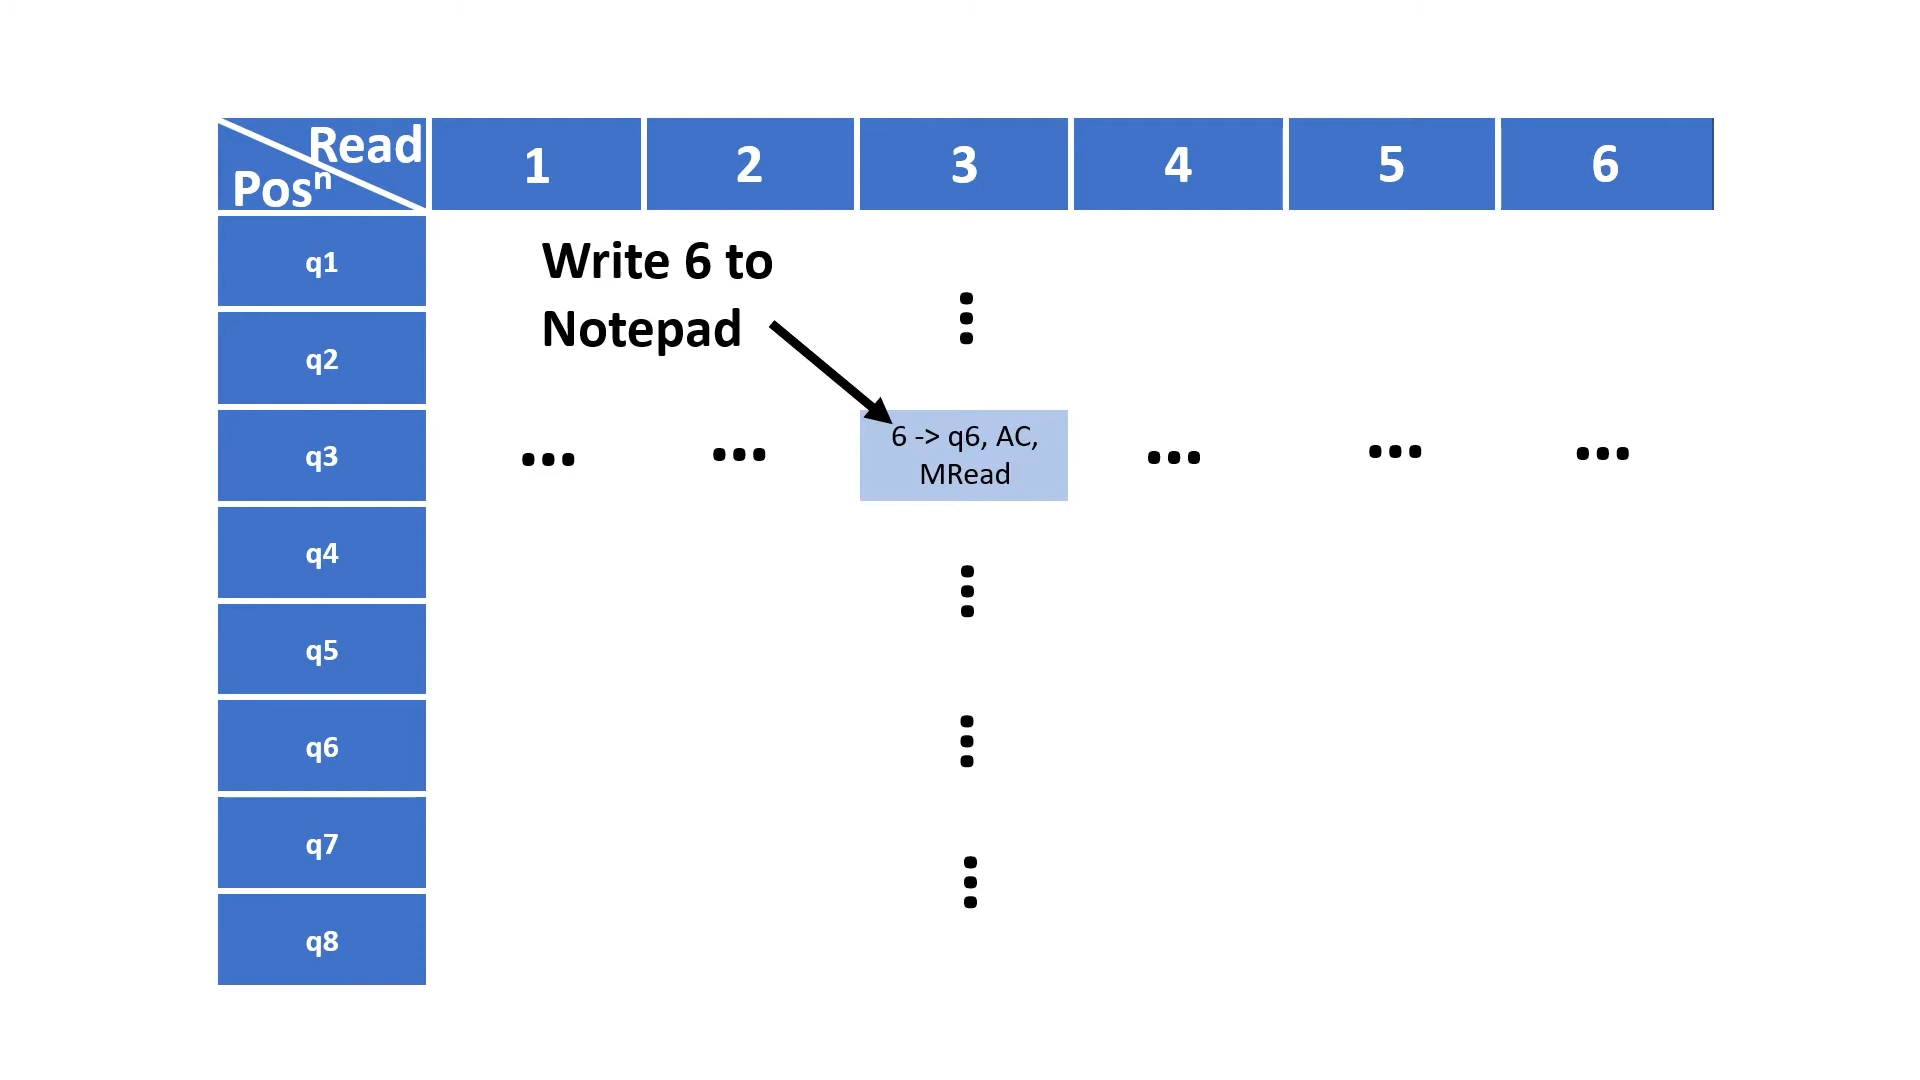 Read
Posⁿ
1 2 3 4 5 6
q1
Write 6 to
Notepad
q2
q3 ... ... 6 -> q6, AC, ... ... ...
MRead
q4
q5
q6
q7
q8